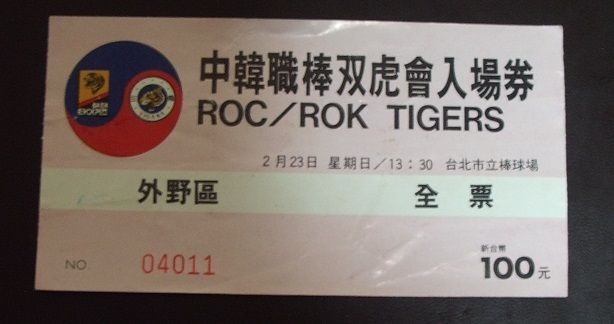 中韓職棒双虎會入場券
ROC/ROK TIGERS
2月23日 星期日/13:30 台北市立棒球場
外野區 全票
新台幣
NO. 04011 100元